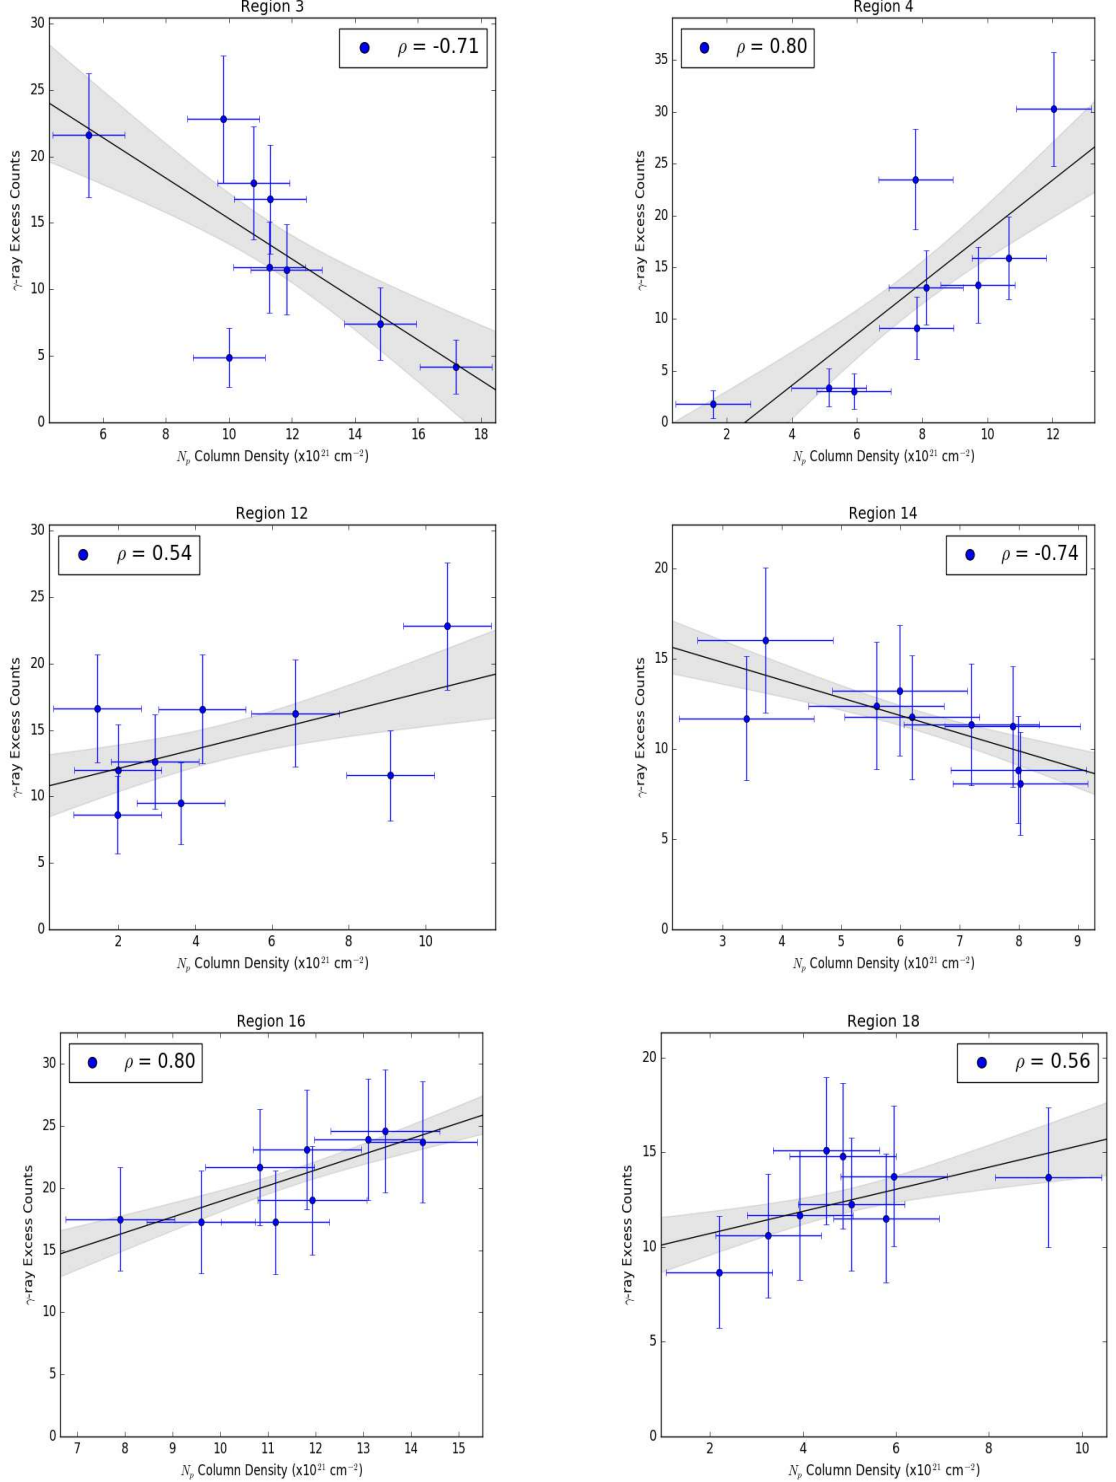 Region 3
ρ = -0.71
30
25
20
15
10
5
0
6 8 10 12 14 16 18
γ-ray Excess Counts
Nₚ Column Density (x10²¹ cm⁻²)
Region 4
ρ = 0.80
35
30
25
20
15
10
5
0
2 4 6 8 10 12
γ-ray Excess Counts
Nₚ Column Density (x10²¹ cm⁻²)
Region 12
ρ = 0.54
30
25
20
15
10
5
0
2 4 6 8 10
γ-ray Excess Counts
Nₚ Column Density (x10²¹ cm⁻²)
Region 14
ρ = -0.74
20
15
10
5
0
3 4 5 6 7 8 9
γ-ray Excess Counts
Nₚ Column Density (x10²¹ cm⁻²)
Region 16
ρ = 0.80
30
25
20
15
10
5
0
7 8 9 10 11 12 13 14 15
γ-ray Excess Counts
Nₚ Column Density (x10²¹ cm⁻²)
Region 18
ρ = 0.56
20
15
10
5
0
2 4 6 8 10
γ-ray Excess Counts
Nₚ Column Density (x10²¹ cm⁻²)